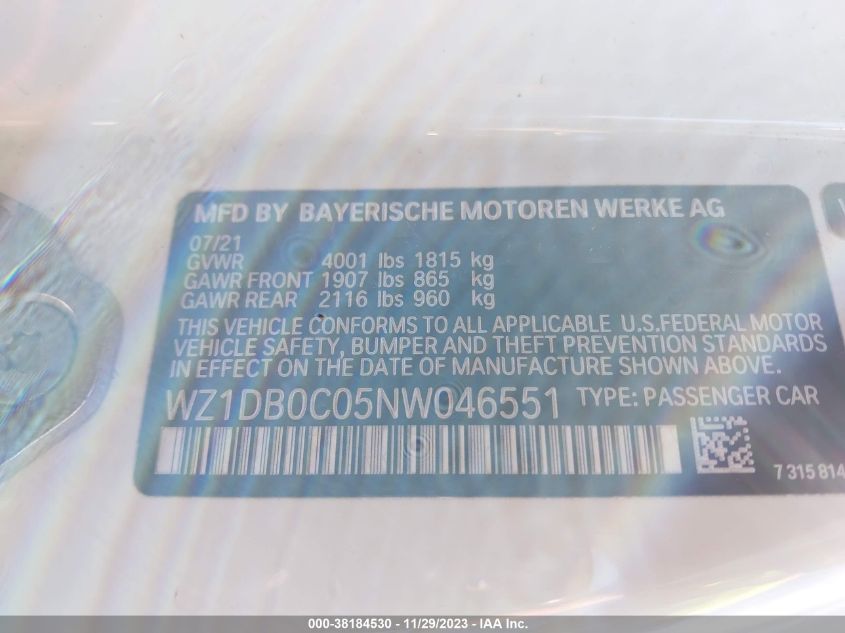 MFD BY BAYERISCHE MOTOREN WERKE AG
07/21
GVWR 4001 lbs 1815 kg
GAWR FRONT 1907 lbs 865 kg
GAWR REAR 2116 lbs 960 kg
THIS VEHICLE CONFORMS TO ALL APPLICABLE U.S.FEDERAL MOTOR
VEHICLE SAFETY, BUMPER AND THEFT PREVENTION STANDARDS
IN EFFECT ON THE DATE OF MANUFACTURE SHOWN ABOVE.
WZ1DB0C05NW046551 TYPE: PASSENGER CAR
7 315 814
000-38184530 - 11/29/2023 - IAA Inc.